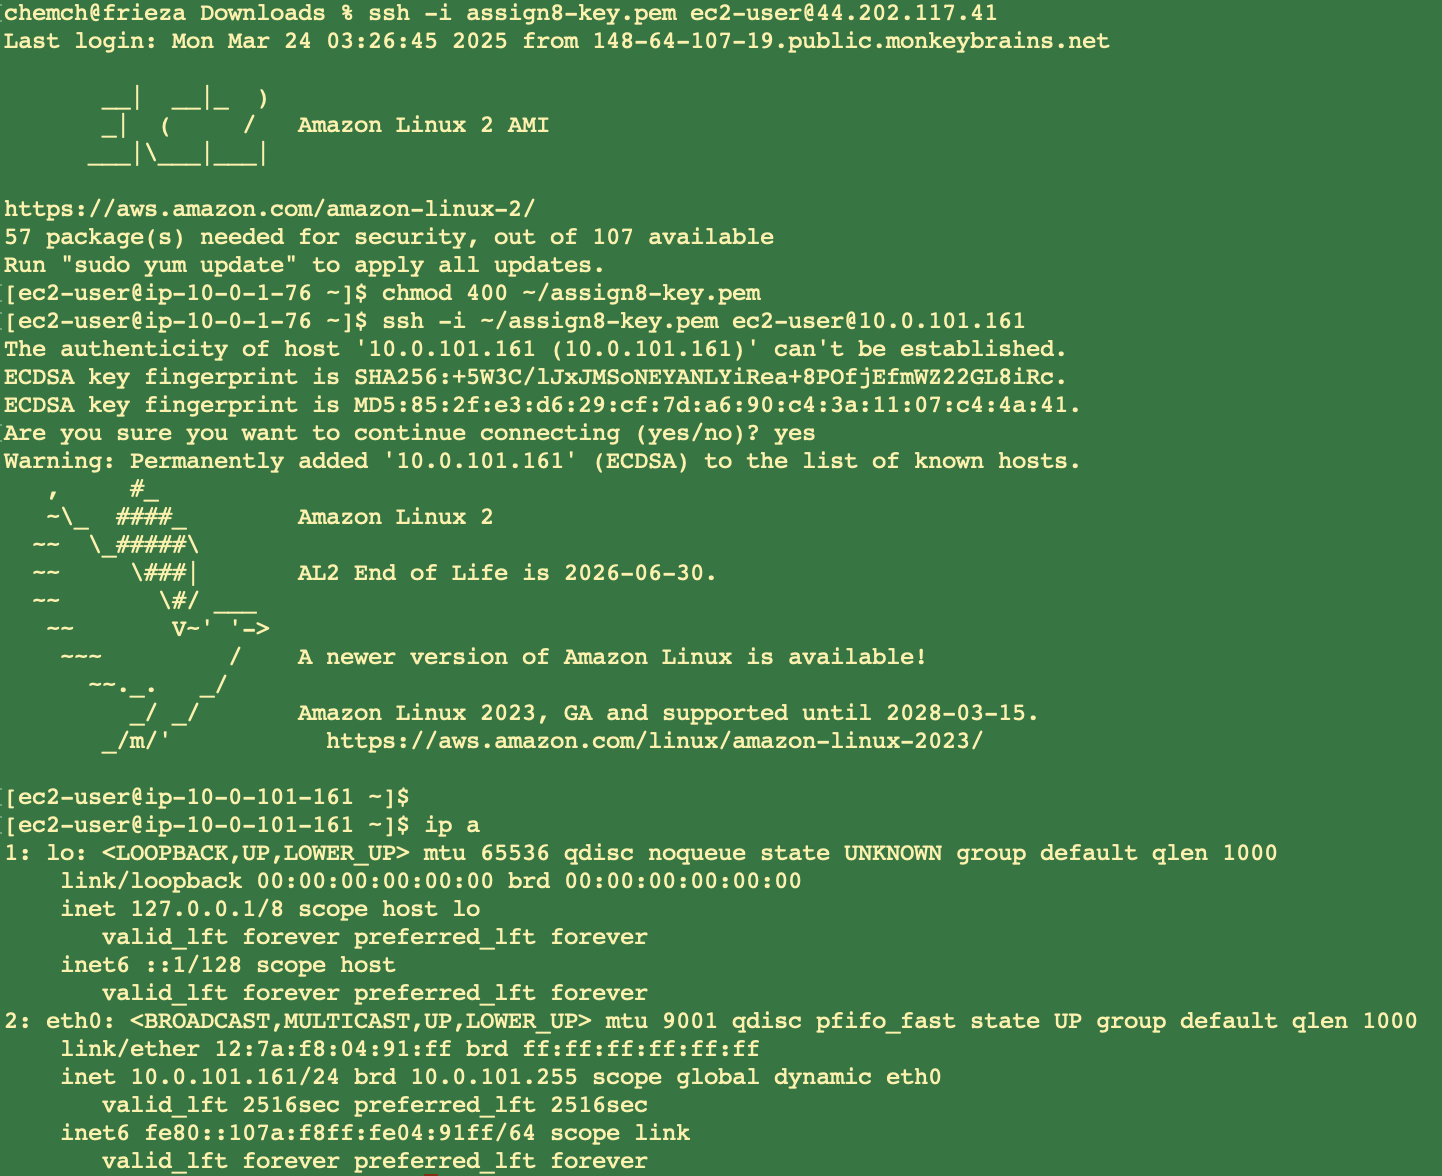 chemch@frieza Downloads % ssh -i assign8-key.pem ec2-user@44.202.117.41
Last login: Mon Mar 24 03:26:45 2025 from 148-64-107-19.public.monkeybrains.net

       __|  __|_  )
       _|  (     /   Amazon Linux 2 AMI
      ___|\___|___|

https://aws.amazon.com/amazon-linux-2/
57 package(s) needed for security, out of 107 available
Run "sudo yum update" to apply all updates.
[ec2-user@ip-10-0-1-76 ~]$ chmod 400 ~/assign8-key.pem
[ec2-user@ip-10-0-1-76 ~]$ ssh -i ~/assign8-key.pem ec2-user@10.0.101.161
The authenticity of host '10.0.101.161 (10.0.101.161)' can't be established.
ECDSA key fingerprint is SHA256:+5W3C/lJxJMSoNEYANLYiRea+8POfjEfmWZ22GL8iRc.
ECDSA key fingerprint is MD5:85:2f:e3:d6:29:cf:7d:a6:90:c4:3a:11:07:c4:4a:41.
Are you sure you want to continue connecting (yes/no)? yes
Warning: Permanently added '10.0.101.161' (ECDSA) to the list of known hosts.
   ,     #_
   ~\_  ####_        Amazon Linux 2
  ~~  \_#####\
  ~~     \###|       AL2 End of Life is 2026-06-30.
  ~~       \#/ ___
   ~~       V~' '->
    ~~~         /    A newer version of Amazon Linux is available!
      ~~._.   _/
         _/ _/       Amazon Linux 2023, GA and supported until 2028-03-15.
       _/m/'           https://aws.amazon.com/linux/amazon-linux-2023/

[ec2-user@ip-10-0-101-161 ~]$
[ec2-user@ip-10-0-101-161 ~]$ ip a
1: lo: <LOOPBACK,UP,LOWER_UP> mtu 65536 qdisc noqueue state UNKNOWN group default qlen 1000
    link/loopback 00:00:00:00:00:00 brd 00:00:00:00:00:00
    inet 127.0.0.1/8 scope host lo
       valid_lft forever preferred_lft forever
    inet6 ::1/128 scope host
       valid_lft forever preferred_lft forever
2: eth0: <BROADCAST,MULTICAST,UP,LOWER_UP> mtu 9001 qdisc pfifo_fast state UP group default qlen 1000
    link/ether 12:7a:f8:04:91:ff brd ff:ff:ff:ff:ff:ff
    inet 10.0.101.161/24 brd 10.0.101.255 scope global dynamic eth0
       valid_lft 2516sec preferred_lft 2516sec
    inet6 fe80::107a:f8ff:fe04:91ff/64 scope link
       valid_lft forever preferred_lft forever